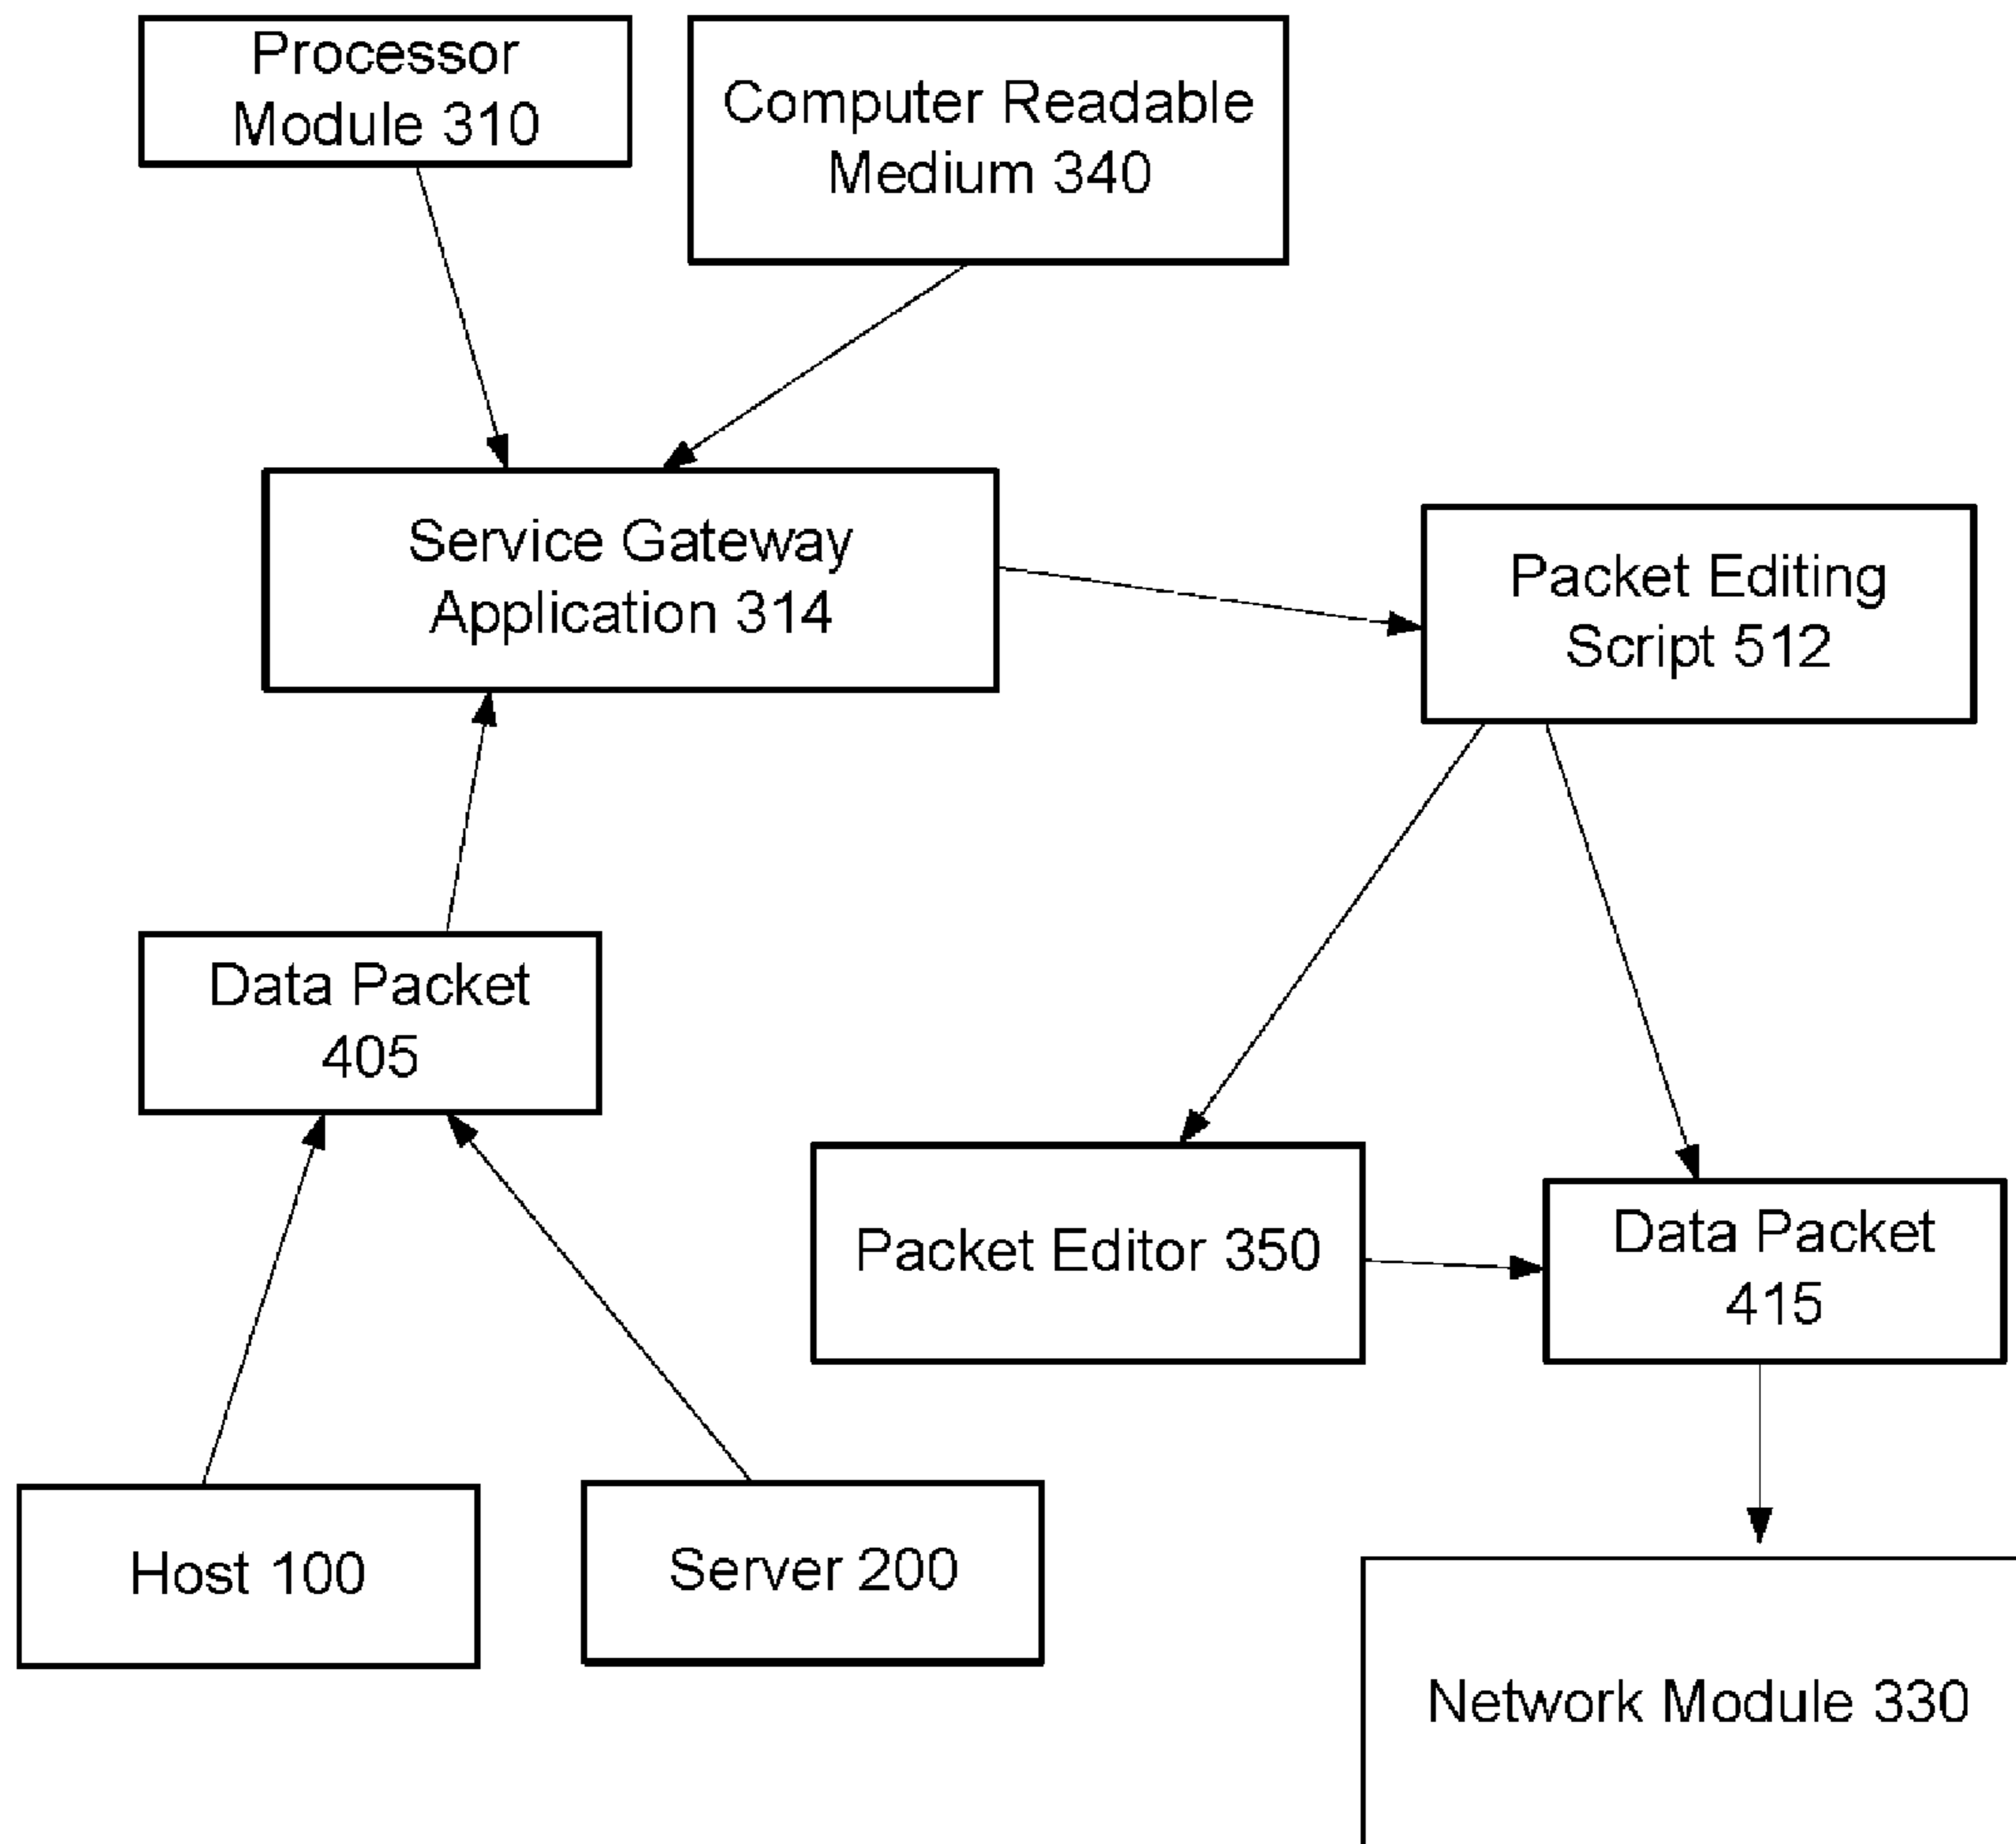 Processor
Module 310
Computer Readable
Medium 340
Service Gateway
Application 314
Packet Editing
Script 512
Data Packet
405
Packet Editor 350
Data Packet
415
Host 100
Server 200
Network Module 330